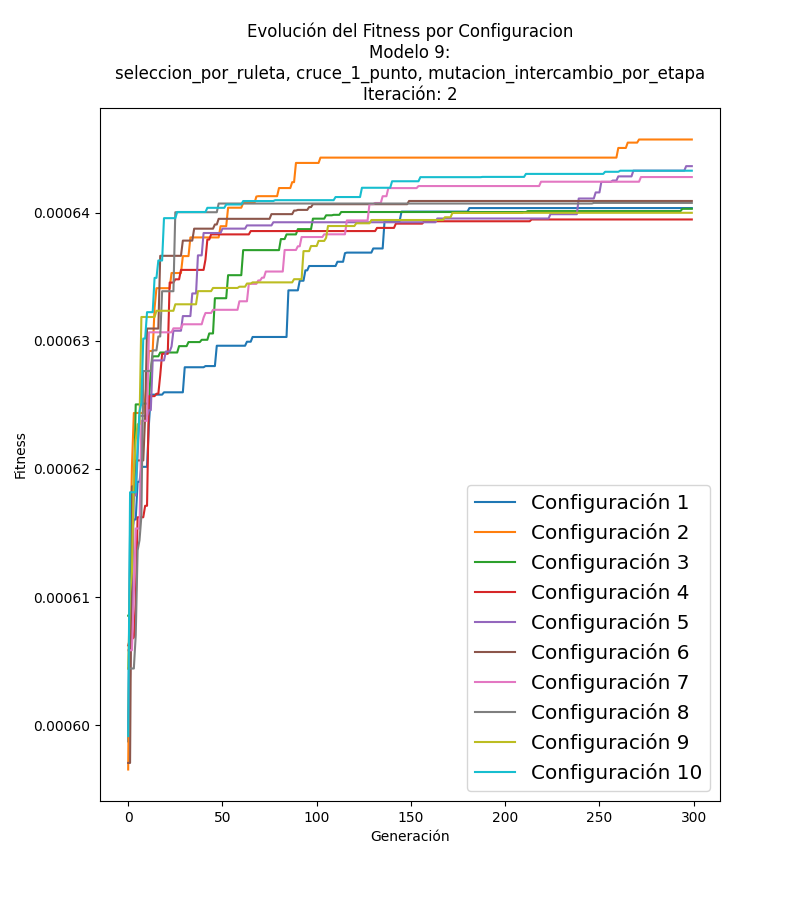 Evolución del Fitness por Configuracion
Modelo 9:
seleccion_por_ruleta, cruce_1_punto, mutacion_intercambio_por_etapa
Iteración: 2
Fitness
0.00064
0.00063
0.00062
0.00061
0.00060
Configuración 1
Configuración 2
Configuración 3
Configuración 4
Configuración 5
Configuración 6
Configuración 7
Configuración 8
Configuración 9
Configuración 10
0 50 100 150 200 250 300
Generación